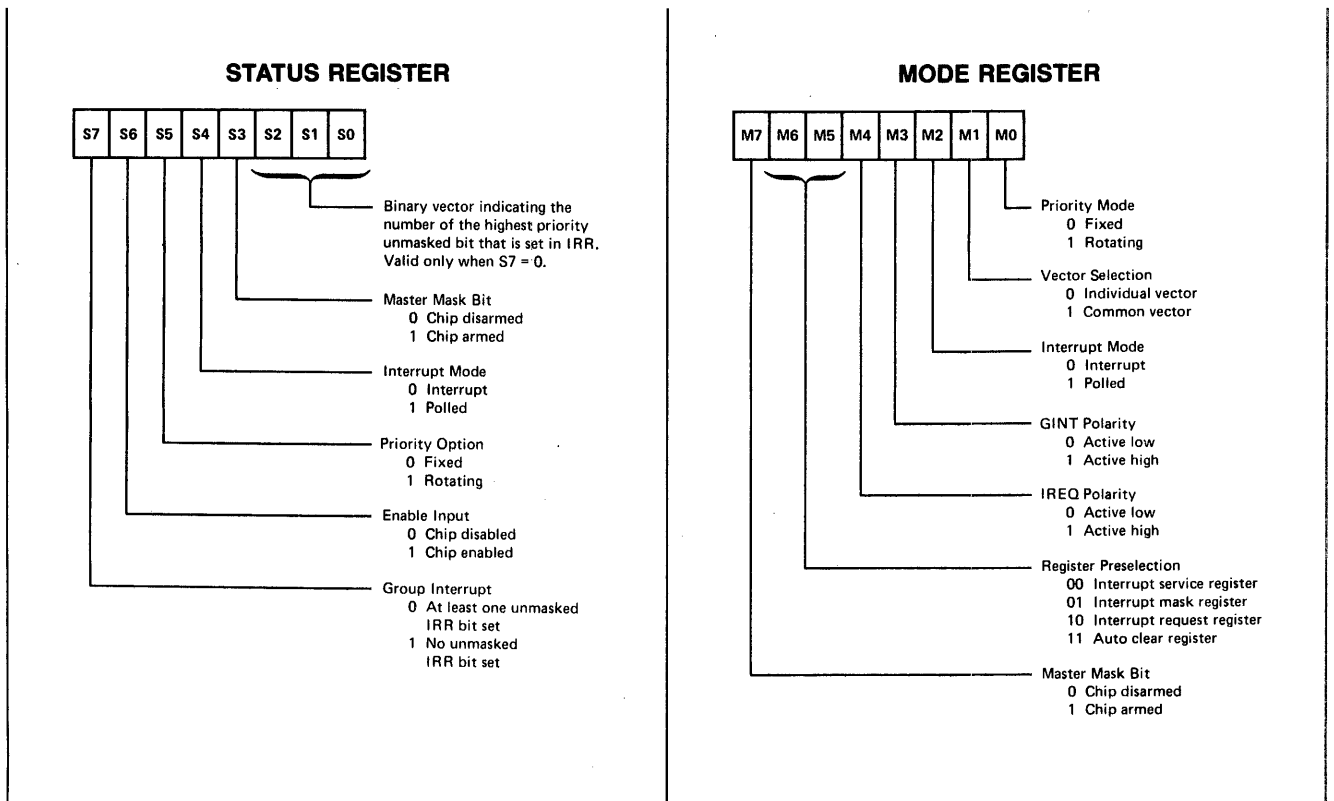 STATUS REGISTER
S7 S6 S5 S4 S3 S2 S1 S0
Binary vector indicating the
number of the highest priority
unmasked bit that is set in IRR.
Valid only when S7 = 0.
Master Mask Bit
0 Chip disarmed
1 Chip armed
Interrupt Mode
0 Interrupt
1 Polled
Priority Option
0 Fixed
1 Rotating
Enable Input
0 Chip disabled
1 Chip enabled
Group Interrupt
0 At least one unmasked
IRR bit set
1 No unmasked
IRR bit set
MODE REGISTER
M7 M6 M5 M4 M3 M2 M1 M0
Priority Mode
0 Fixed
1 Rotating
Vector Selection
0 Individual vector
1 Common vector
Interrupt Mode
0 Interrupt
1 Polled
GINT Polarity
0 Active low
1 Active high
IREQ Polarity
0 Active low
1 Active high
Register Preselection
00 Interrupt service register
01 Interrupt mask register
10 Interrupt request register
11 Auto clear register
Master Mask Bit
0 Chip disarmed
1 Chip armed